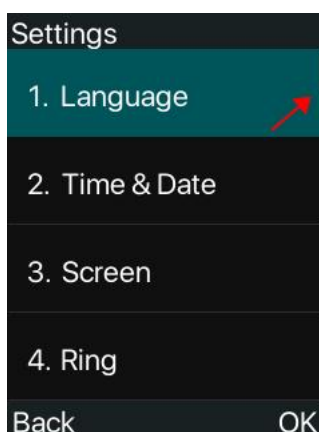 Settings
1. Language
2. Time & Date
3. Screen
4. Ring
Back OK